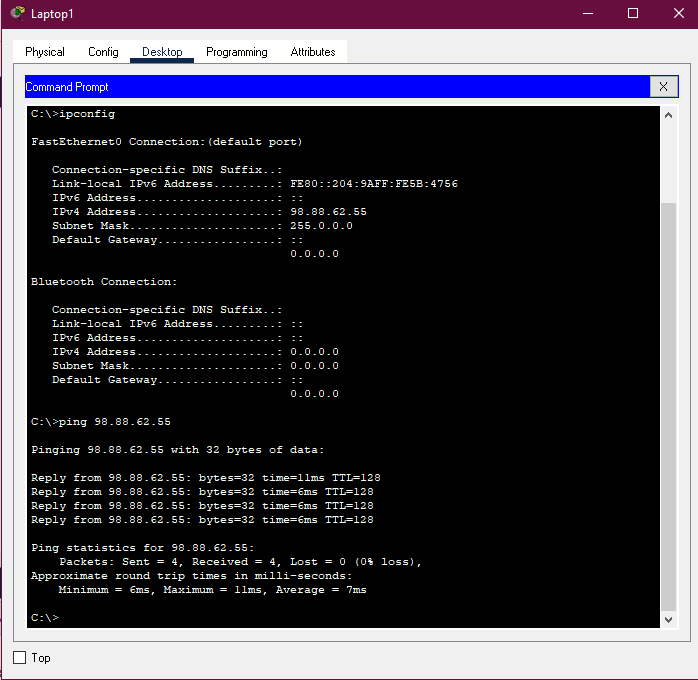 Laptop1
Physical Config Desktop Programming Attributes
Command Prompt X
C:\>ipconfig
FastEthernet0 Connection:(default port)
Connection-specific DNS Suffix..:
Link-local IPv6 Address.........: FE80::204:9AFF:FE5B:4756
IPv6 Address....................: ::
IPv4 Address....................: 98.88.62.55
Subnet Mask.....................: 255.0.0.0
Default Gateway.................: ::
0.0.0.0
Bluetooth Connection:
Connection-specific DNS Suffix..:
Link-local IPv6 Address.........: ::
IPv6 Address....................: ::
IPv4 Address....................: 0.0.0.0
Subnet Mask.....................: 0.0.0.0
Default Gateway.................: ::
0.0.0.0
C:\>ping 98.88.62.55
Pinging 98.88.62.55 with 32 bytes of data:
Reply from 98.88.62.55: bytes=32 time=11ms TTL=128
Reply from 98.88.62.55: bytes=32 time=6ms TTL=128
Reply from 98.88.62.55: bytes=32 time=6ms TTL=128
Reply from 98.88.62.55: bytes=32 time=6ms TTL=128
Ping statistics for 98.88.62.55:
Packets: Sent = 4, Received = 4, Lost = 0 (0% loss),
Approximate round trip times in milli-seconds:
Minimum = 6ms, Maximum = 11ms, Average = 7ms
C:\>
Top